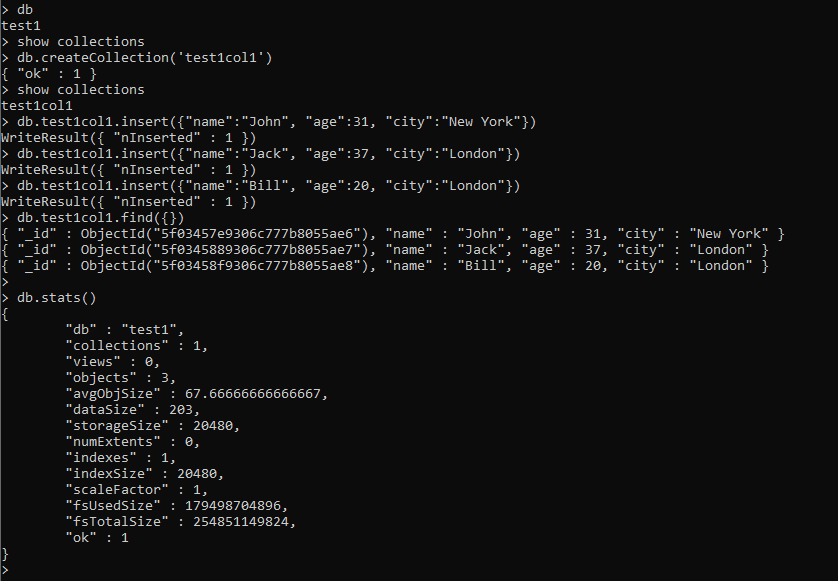 > db
test1
> show collections
> db.createCollection('test1col1')
{ "ok" : 1 }
> show collections
test1col1
> db.test1col1.insert({"name":"John", "age":31, "city":"New York"})
WriteResult({ "nInserted" : 1 })
> db.test1col1.insert({"name":"Jack", "age":37, "city":"London"})
WriteResult({ "nInserted" : 1 })
> db.test1col1.insert({"name":"Bill", "age":20, "city":"London"})
WriteResult({ "nInserted" : 1 })
> db.test1col1.find({})
{ "_id" : ObjectId("5f03457e9306c777b8055ae6"), "name" : "John", "age" : 31, "city" : "New York" }
{ "_id" : ObjectId("5f0345889306c777b8055ae7"), "name" : "Jack", "age" : 37, "city" : "London" }
{ "_id" : ObjectId("5f03458f9306c777b8055ae8"), "name" : "Bill", "age" : 20, "city" : "London" }
>
> db.stats()
{
        "db" : "test1",
        "collections" : 1,
        "views" : 0,
        "objects" : 3,
        "avgObjSize" : 67.66666666666667,
        "dataSize" : 203,
        "storageSize" : 20480,
        "numExtents" : 0,
        "indexes" : 1,
        "indexSize" : 20480,
        "scaleFactor" : 1,
        "fsUsedSize" : 179498704896,
        "fsTotalSize" : 254851149824,
        "ok" : 1
}
>